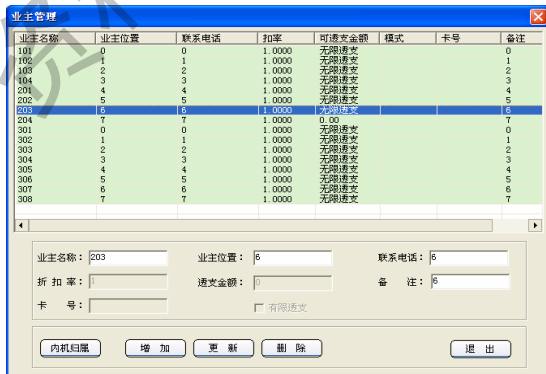 业主管理
业主名称 业主位置 联系电话 扣率 可透支金额 模式 卡号 备注
101 0 0 1.0000 无限透支 0
102 1 1 1.0000 无限透支 1
103 2 2 1.0000 无限透支 2
104 3 3 1.0000 无限透支 3
201 4 4 1.0000 无限透支 4
202 5 5 1.0000 无限透支 5
203 6 6 1.0000 无限透支 6
204 7 7 1.0000 0.00 7
301 0 0 1.0000 无限透支 0
302 1 1 1.0000 无限透支 1
303 2 2 1.0000 无限透支 2
304 3 3 1.0000 无限透支 3
305 4 4 1.0000 无限透支 4
306 5 5 1.0000 无限透支 5
307 6 6 1.0000 无限透支 6
308 7 7 1.0000 无限透支 7
业主名称: 203 业主位置: 6 联系电话: 6
折扣率: 1 透支金额: 0 备 注: 6
卡 号: 有限透支
内机归属 增 加 更 新 删 除 退 出